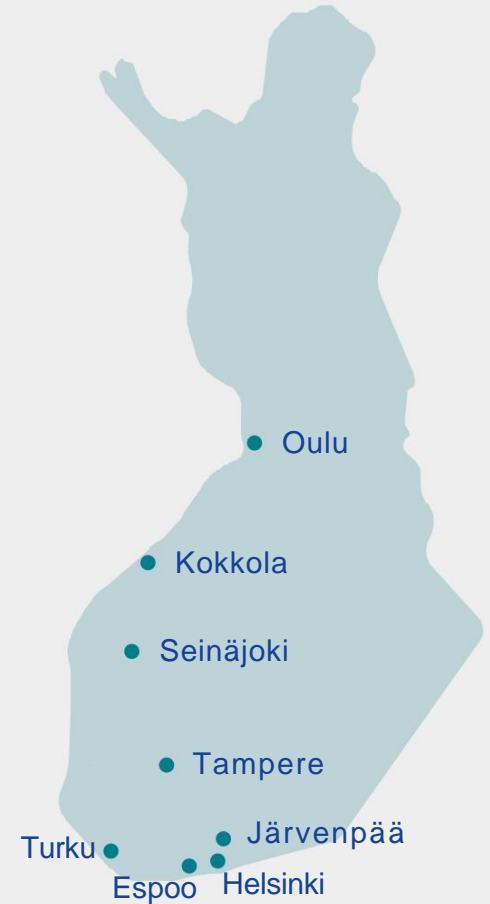 Oulu
Kokkola
Seinäjoki
Tampere
Järvenpää
Turku
Helsinki
Espoo